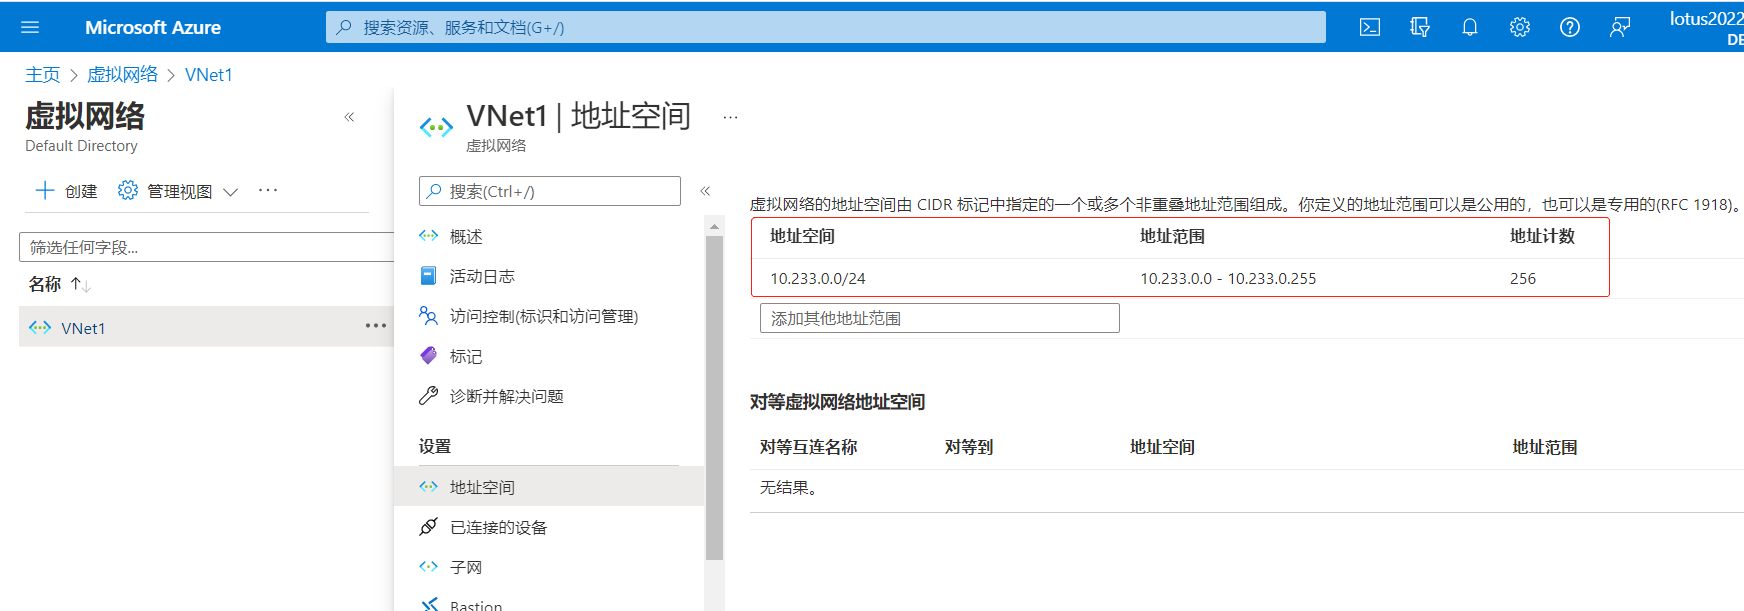 Microsoft Azure
搜索资源、服务和文档(G+/)
lotus2022
DE
主页 > 虚拟网络 > VNet1
虚拟网络
Default Directory
创建 管理视图
筛选任何字段...
名称
VNet1
VNet1 | 地址空间
虚拟网络
搜索(Ctrl+/)
概述
活动日志
访问控制(标识和访问管理)
标记
诊断并解决问题
设置
地址空间
已连接的设备
子网
Bastion
虚拟网络的地址空间由 CIDR 标记中指定的一个或多个非重叠地址范围组成。你定义的地址范围可以是公用的，也可以是专用的(RFC 1918)。
地址空间 地址范围 地址计数
10.233.0.0/24 10.233.0.0 - 10.233.0.255 256
添加其他地址范围
对等虚拟网络地址空间
对等互连名称 对等到 地址空间 地址范围
无结果。